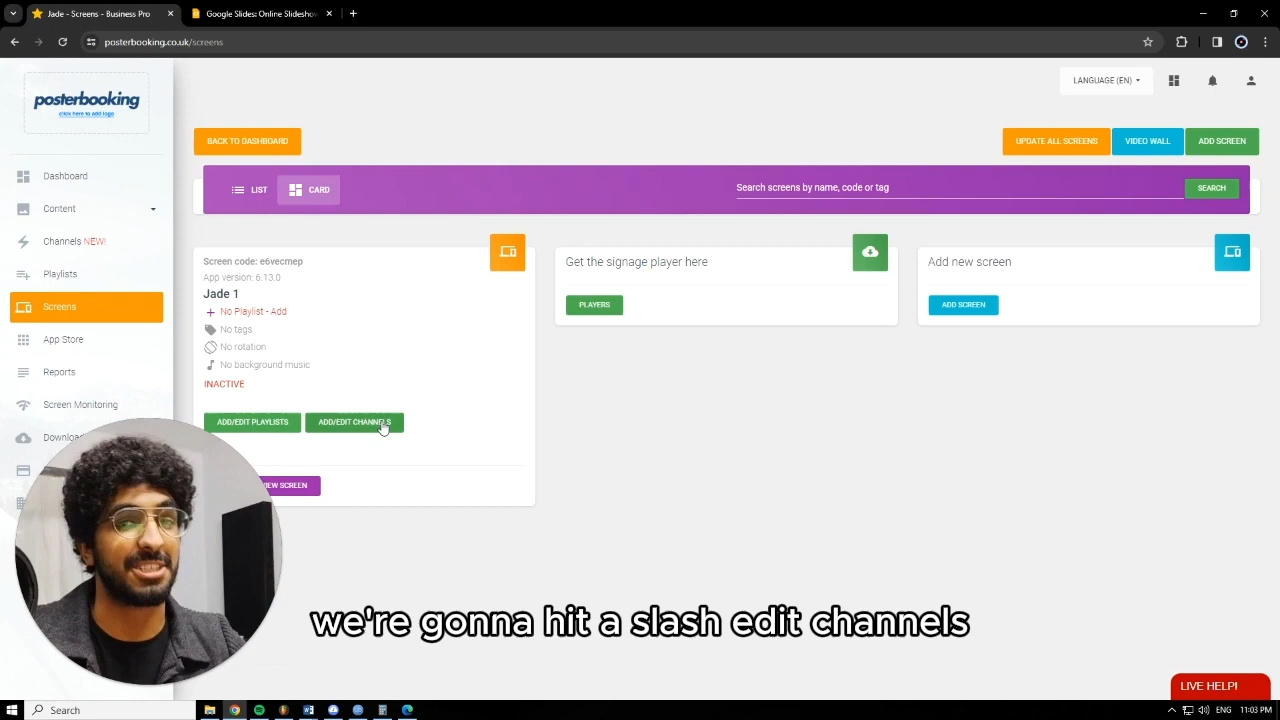 Jade - Screens - Business Pro
Google Slides: Online Slideshow
posterbooking.co.uk/screens
posterbooking
click here to add logo
LANGUAGE (EN)
BACK TO DASHBOARD
UPDATE ALL SCREENS
VIDEO WALL
ADD SCREEN
LIST
CARD
Search screens by name, code or tag
SEARCH
Dashboard
Content
Channels NEW!
Playlists
Screens
App Store
Reports
Screen Monitoring
Screen code: e6vecmep
App version: 6.13.0
Jade 1
No Playlist - Add
No tags
No rotation
No background music
INACTIVE
ADD/EDIT PLAYLISTS
ADD/EDIT CHANNELS
SCREEN
Get the signage player here
PLAYERS
Add new screen
ADD SCREEN
we're gonna hit a slash edit channels
LIVE HELP!
Search
ENG
11:03 PM